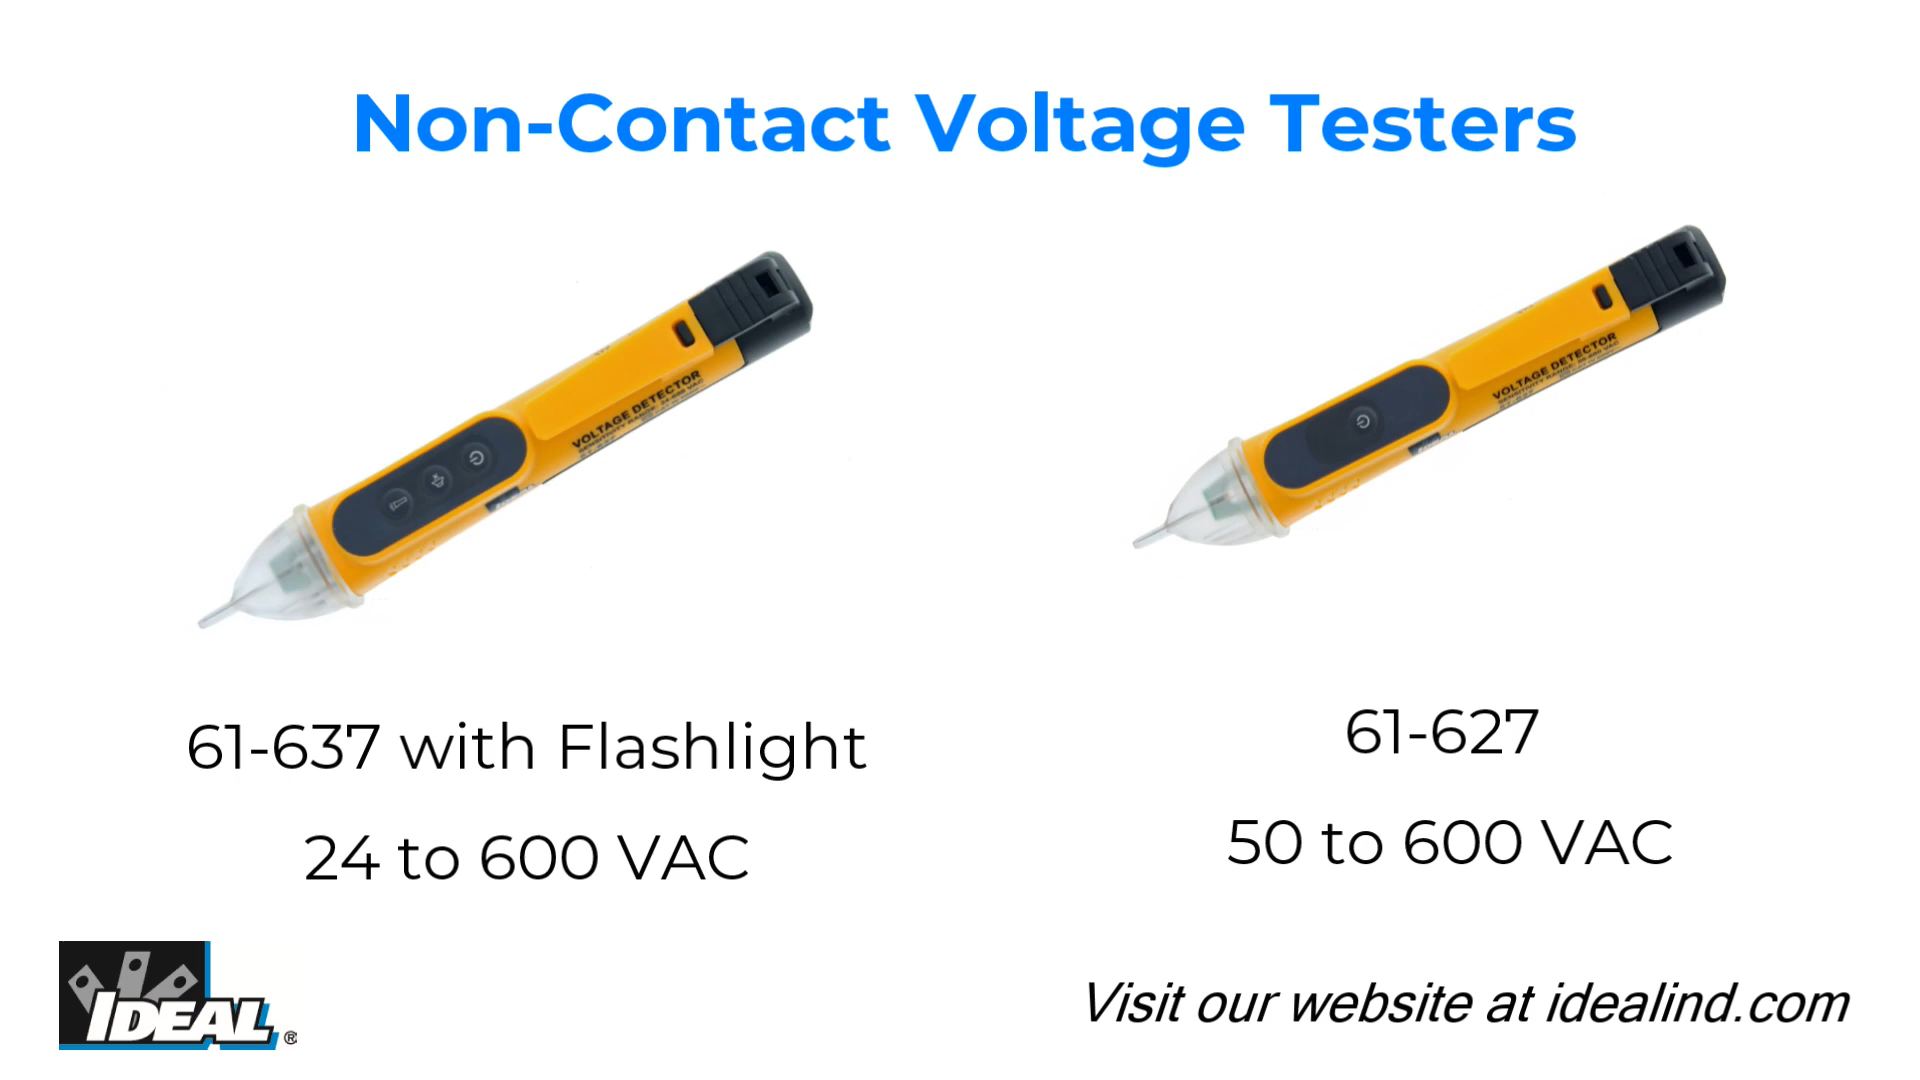 Non-Contact Voltage Testers
VOLTAGE DETECTOR
VOLTAGE DETECTOR
61-637 with Flashlight
24 to 600 VAC
61-627
50 to 600 VAC
IDEAL®
Visit our website at idealind.com